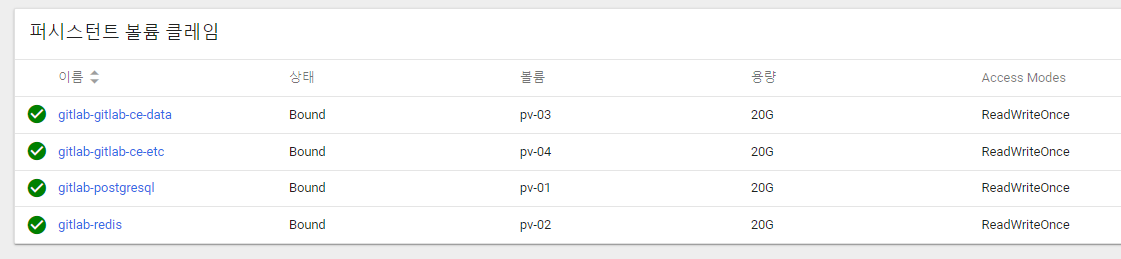 퍼시스턴트 볼륨 클레임
이름 상태 볼륨 용량 Access Modes
gitlab-gitlab-ce-data Bound pv-03 20G ReadWriteOnce
gitlab-gitlab-ce-etc Bound pv-04 20G ReadWriteOnce
gitlab-postgresql Bound pv-01 20G ReadWriteOnce
gitlab-redis Bound pv-02 20G ReadWriteOnce